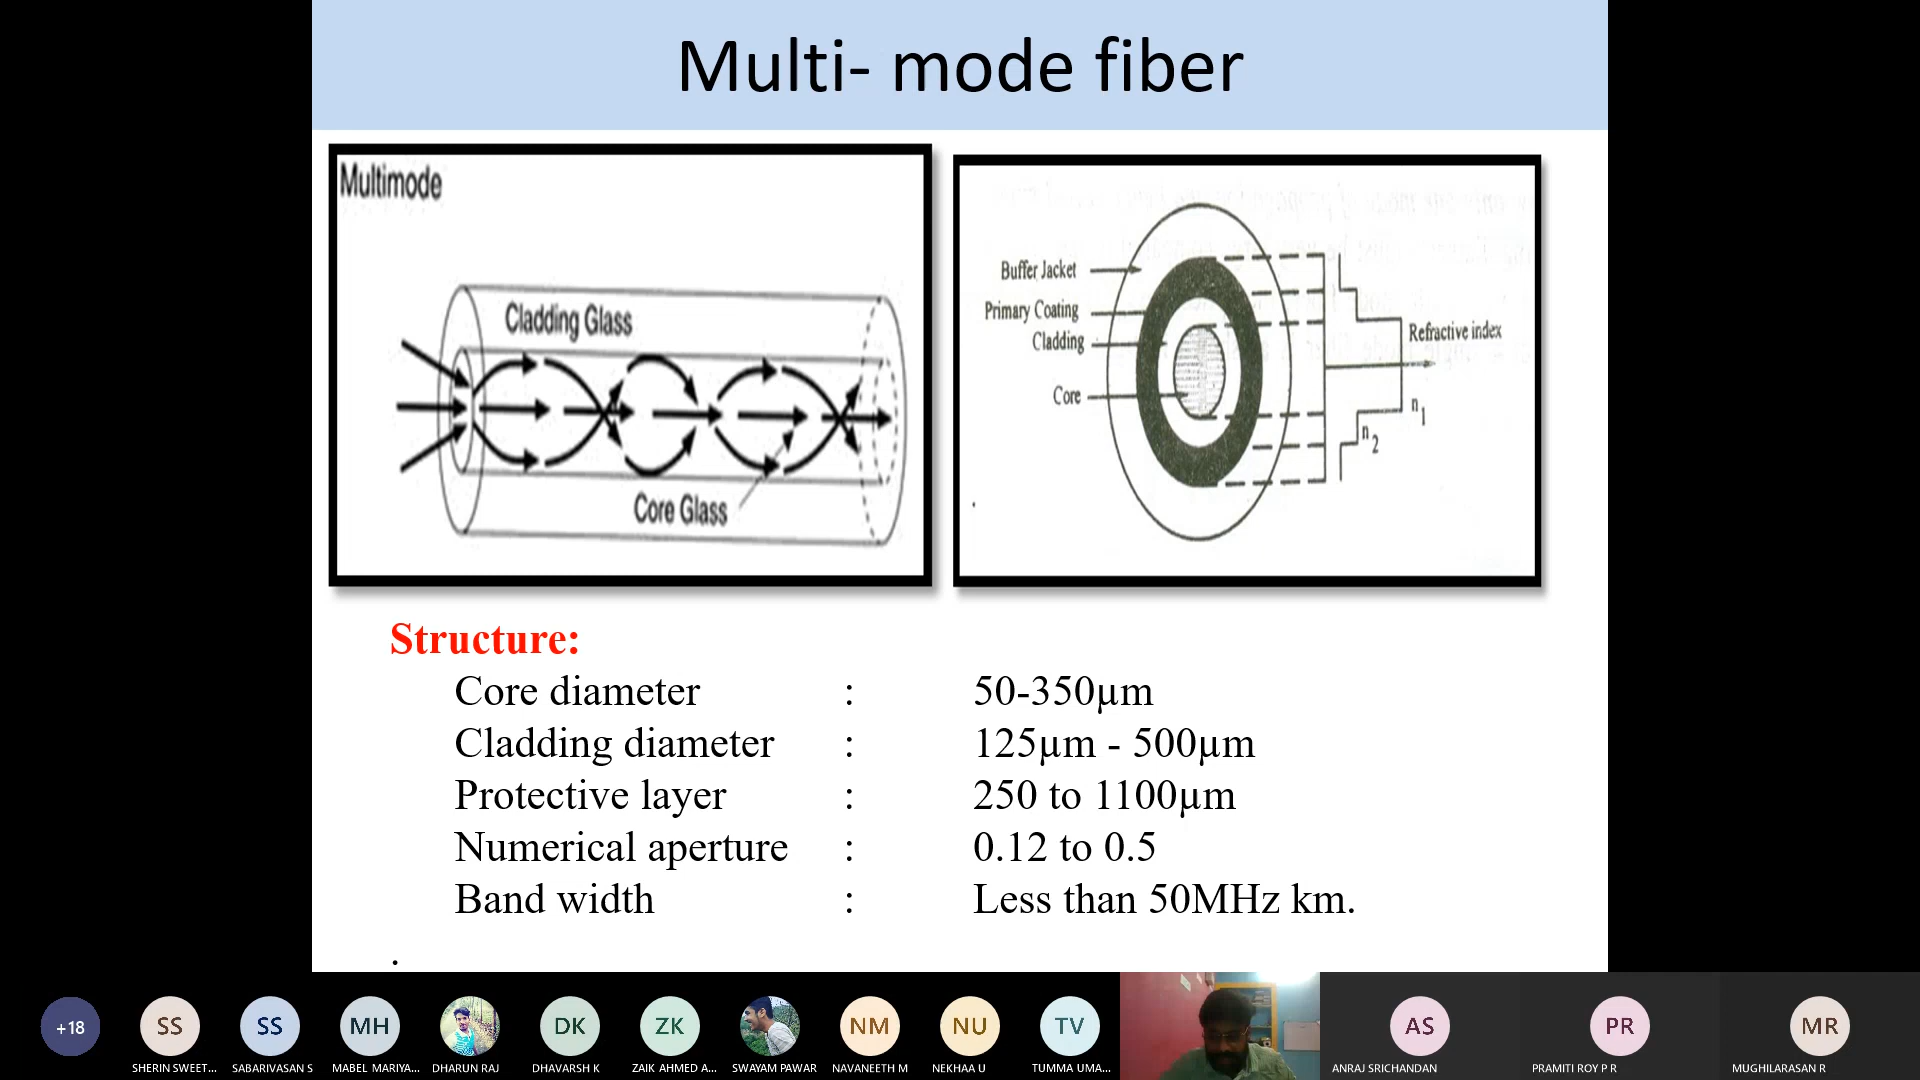 Multi- mode fiber
Multimode
Cladding Glass
Core Glass
Buffer Jacket
Primary Coating
Cladding
Core
Refractive index
n1
n2
Structure:
Core diameter : 50-350µm
Cladding diameter : 125µm - 500µm
Protective layer : 250 to 1100µm
Numerical aperture : 0.12 to 0.5
Band width : Less than 50MHz km.
.
+18
SS
SS
MH
DK
ZK
NM
NU
TV
AS
PR
MR
SHERIN SWEET...
SABARIVASAN S
MABEL MARIYA...
DHARUN RAJ
DHAVARSH K
ZAIK AHMED A...
SWAYAM PAWAR
NAVANEETH M
NEKHAA U
TUMMA UMA...
ANRAJ SRICHANDAN
PRAMITI ROY P R
MUGHILARASAN R